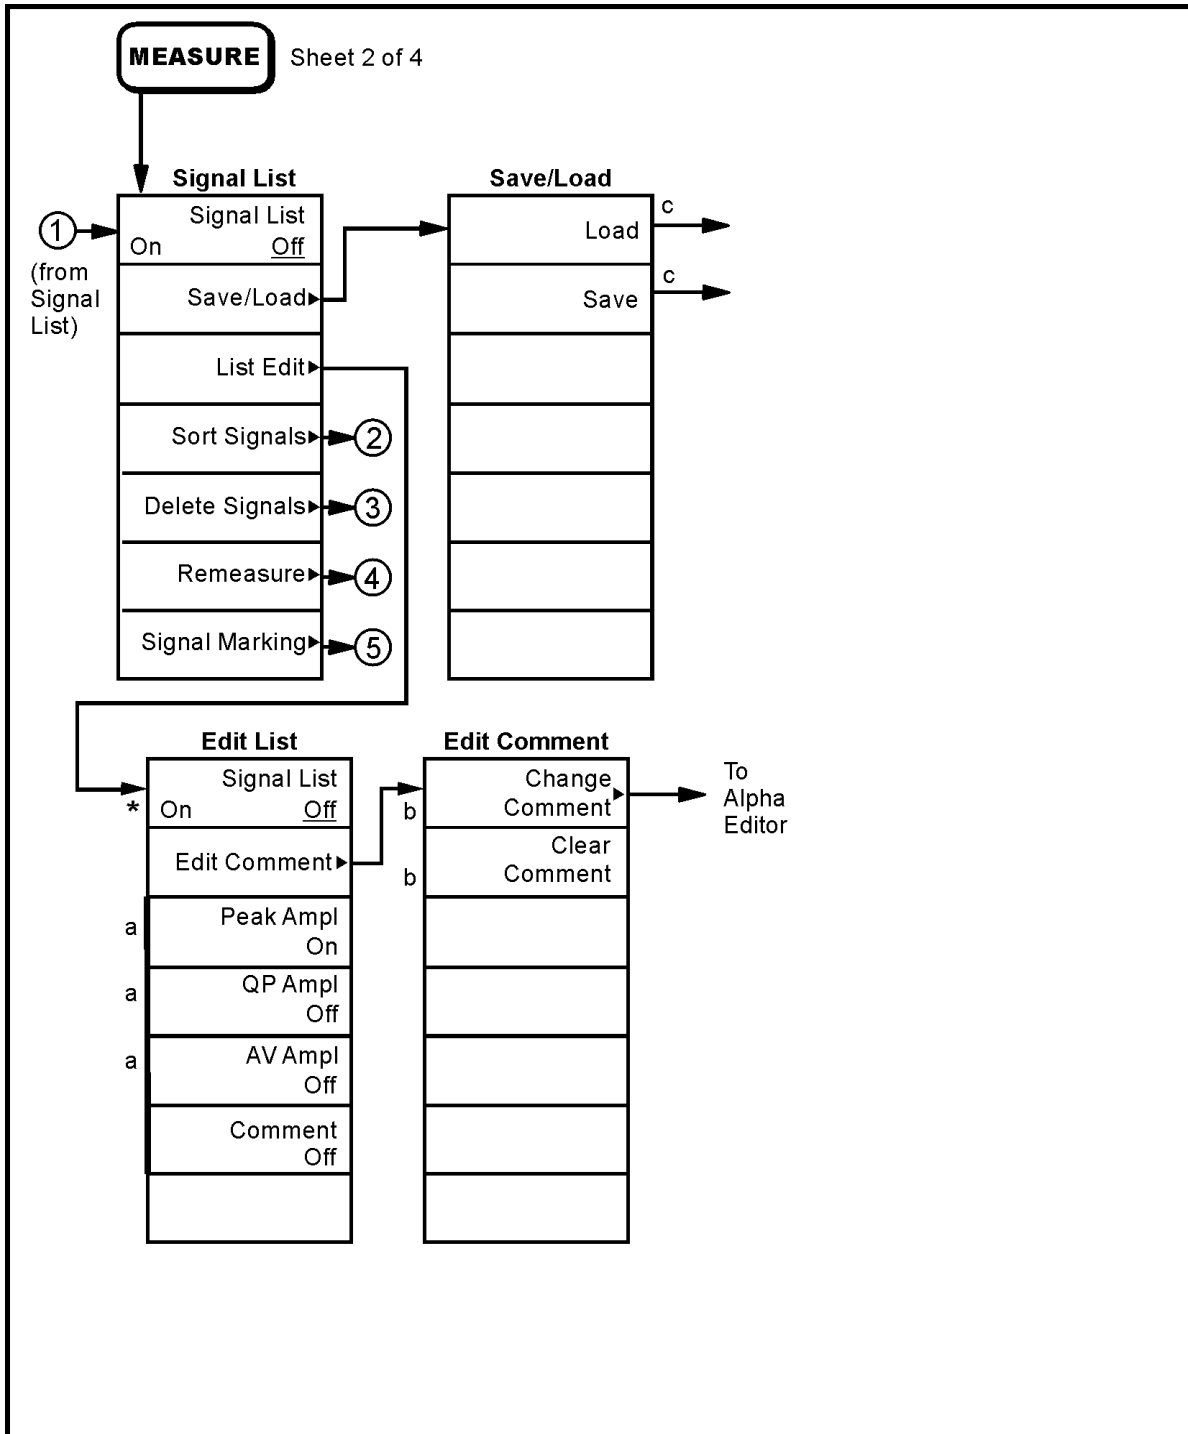 MEASURE Sheet 2 of 4
Signal List
Signal List
On Off
Save/Load
List Edit
Sort Signals
Delete Signals
Remeasure
Signal Marking
1
(from
Signal
List)
2
3
4
5
Save/Load
Load
c
Save
c
Edit List
Signal List
* On Off
Edit Comment
a
Peak Ampl
On
a
QP Ampl
Off
a
AV Ampl
Off
Comment
Off
Edit Comment
Change
Comment
b
Clear
Comment
b
To
Alpha
Editor